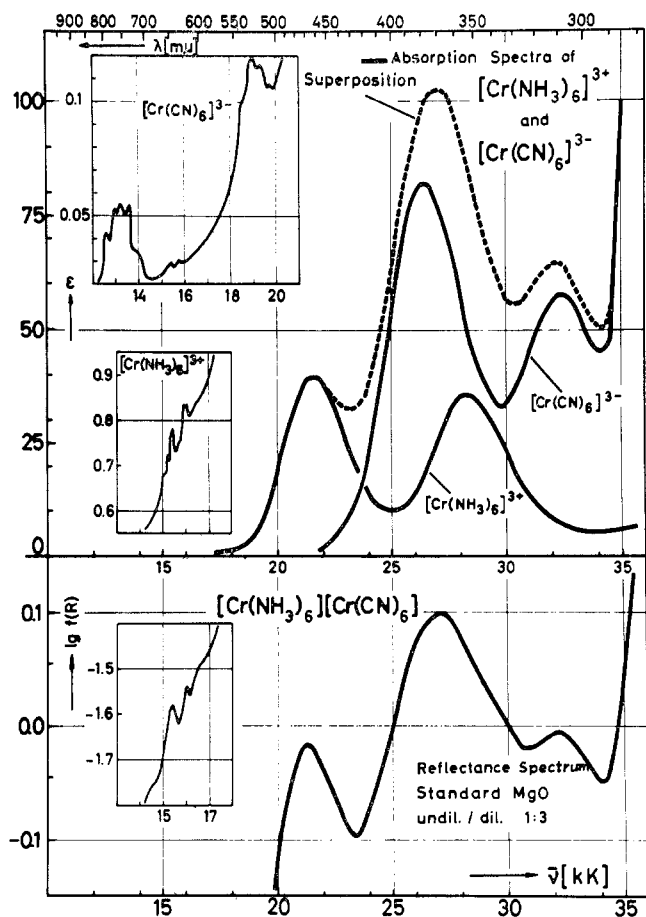 900 800 700 600 550 500 450 400 350 300
λ[mμ]
Absorption Spectra of
Superposition
[Cr(NH₃)₆]³⁺
and
[Cr(CN)₆]³⁻
100
75
50
25
0
ε
0.1
0.05
[Cr(CN)₆]³⁻
14 16 18 20
[Cr(NH₃)₆]³⁺
0.9
0.8
0.7
0.6
15 17
[Cr(CN)₆]³⁻
[Cr(NH₃)₆]³⁺
10 20 25 30 35
[Cr(NH₃)₆][Cr(CN)₆]
lg f(R)
0.1
0.0
-0.1
-1.5
-1.6
-1.7
15 17
Reflectance Spectrum
Standard MgO
undil. / dil. 1:3
ν̄[kK]
10 20 25 30 35